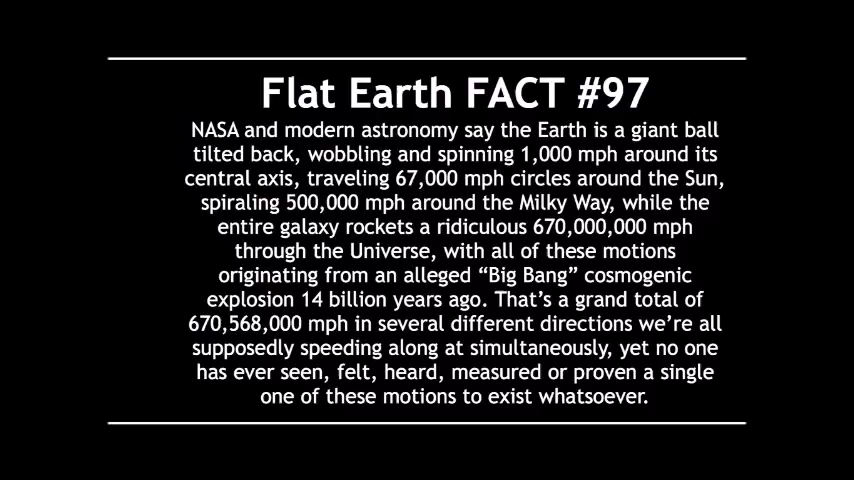 Flat Earth FACT #97
NASA and modern astronomy say the Earth is a giant ball
tilted back, wobbling and spinning 1,000 mph around its
central axis, traveling 67,000 mph circles around the Sun,
spiraling 500,000 mph around the Milky Way, while the
entire galaxy rockets a ridiculous 670,000,000 mph
through the Universe, with all of these motions
originating from an alleged “Big Bang” cosmogenic
explosion 14 billion years ago. That’s a grand total of
670,568,000 mph in several different directions we’re all
supposedly speeding along at simultaneously, yet no one
has ever seen, felt, heard, measured or proven a single
one of these motions to exist whatsoever.